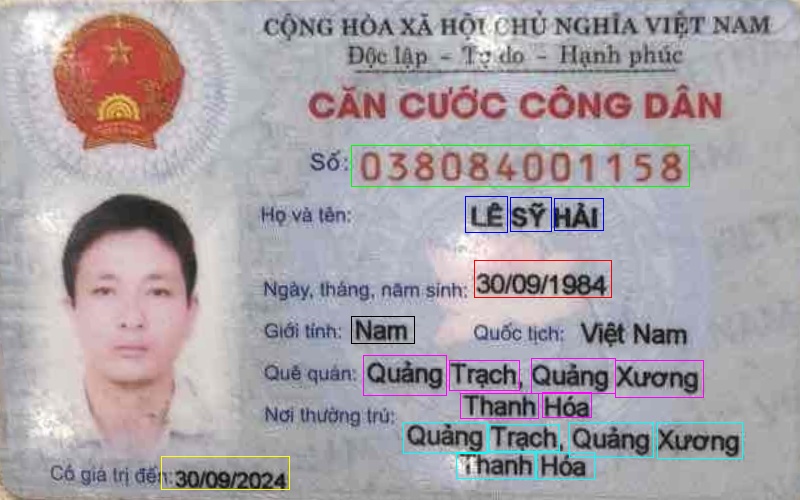 CỘNG HÒA XÃ HỘI CHỦ NGHĨA VIỆT NAM
Độc lập - Tự do - Hạnh phúc
CĂN CƯỚC CÔNG DÂN
Số: 038084001158
Họ và tên: LÊ SỸ HẢI
Ngày, tháng, năm sinh: 30/09/1984
Giới tính: Nam Quốc tịch: Việt Nam
Quê quán: Quảng Trạch, Quảng Xương
Thanh Hóa
Nơi thường trú:
Quảng Trạch, Quảng Xương
Thanh Hóa
Có giá trị đến: 30/09/2024